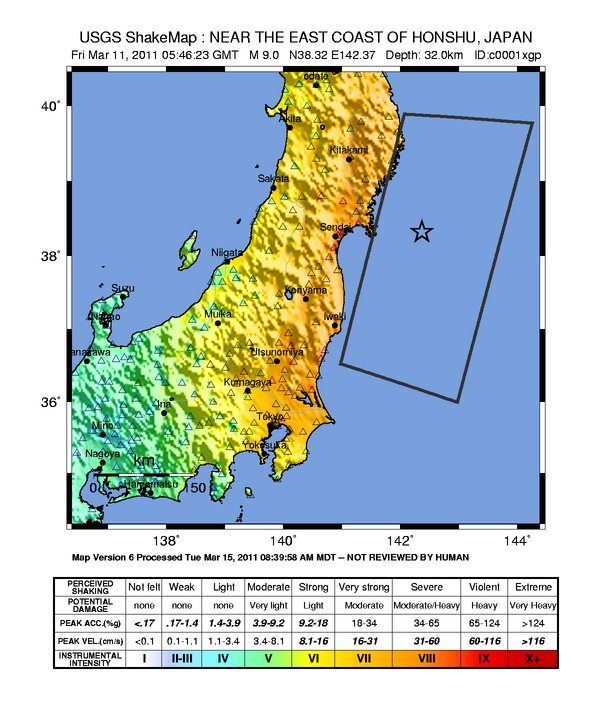 USGS ShakeMap : NEAR THE EAST COAST OF HONSHU, JAPAN
Fri Mar 11, 2011 05:46:23 GMT M 9.0 N38.32 E142.37 Depth: 32.0km ID:c0001xgp
odate
40˚
Akita
Kitakami
Sakata
Sendai
38˚
Niigata
Suzu
Koriyama
Muika
Iwaki
Kanazawa
Utsunomiya
Kumagaya
36˚
Ina
Tokyo
Mino
Yokosuka
Nagoya
km
0
150
Hamamatsu
138˚ 140˚ 142˚ 144˚
Map Version 6 Processed Tue Mar 15, 2011 08:39:58 AM MDT -- NOT REVIEWED BY HUMAN
PERCEIVED SHAKING Not felt Weak Light Moderate Strong Very strong Severe Violent Extreme
POTENTIAL DAMAGE none none none Very light Light Moderate Moderate/Heavy Heavy Very Heavy
PEAK ACC.(%g) <.17 .17-1.4 1.4-3.9 3.9-9.2 9.2-18 18-34 34-65 65-124 >124
PEAK VEL.(cm/s) <0.1 0.1-1.1 1.1-3.4 3.4-8.1 8.1-16 16-31 31-60 60-116 >116
INSTRUMENTAL INTENSITY I II-III IV V VI VII VIII IX X+